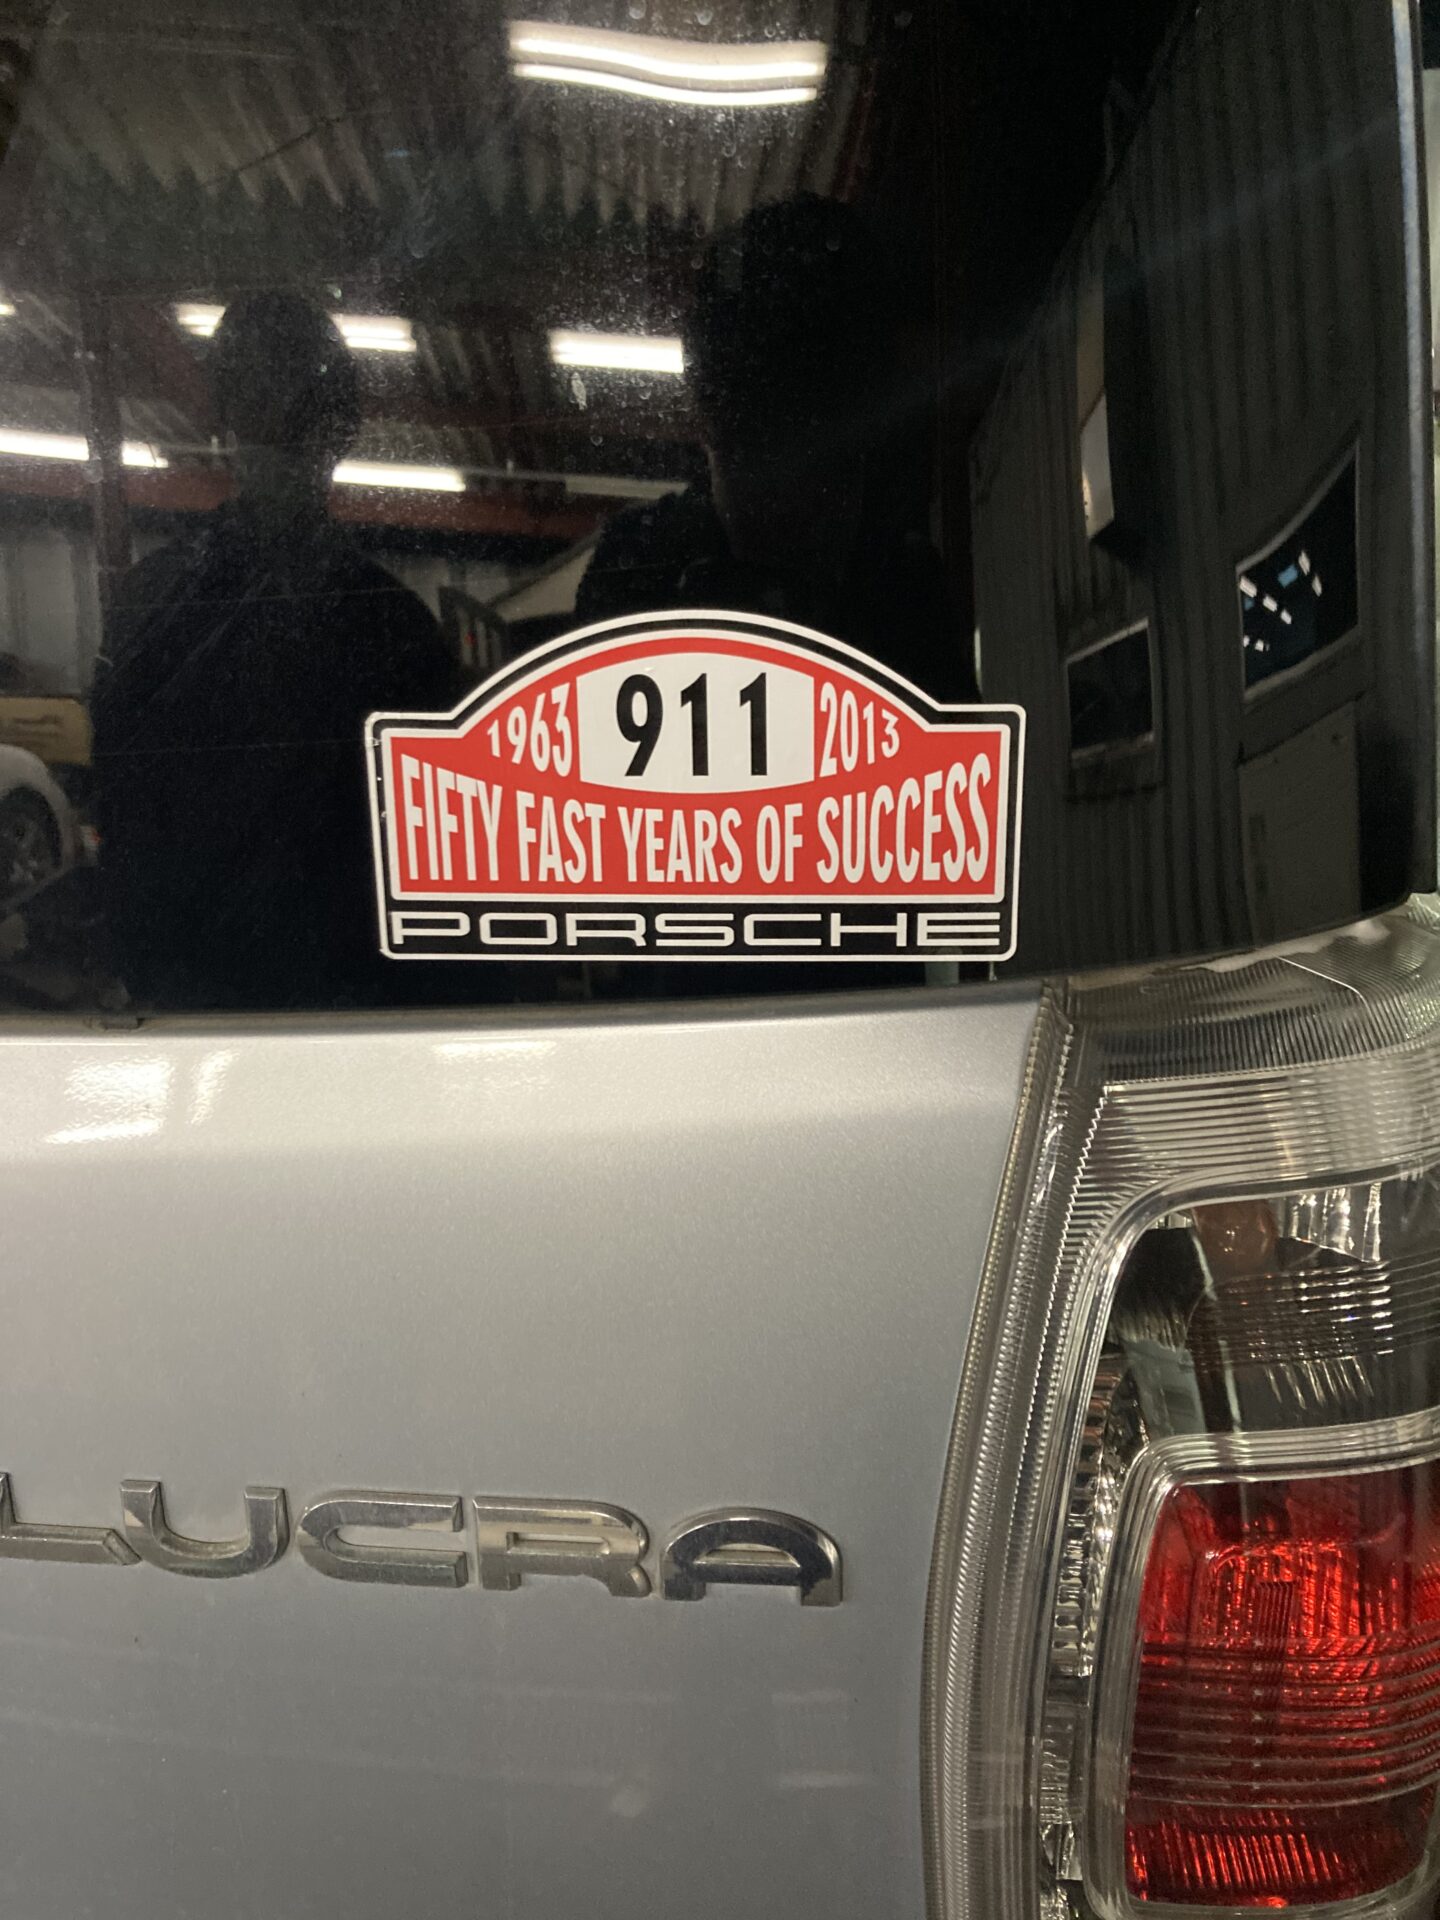 1963 911 2013
FIFTY FAST YEARS OF SUCCESS
PORSCHE
LUCRA